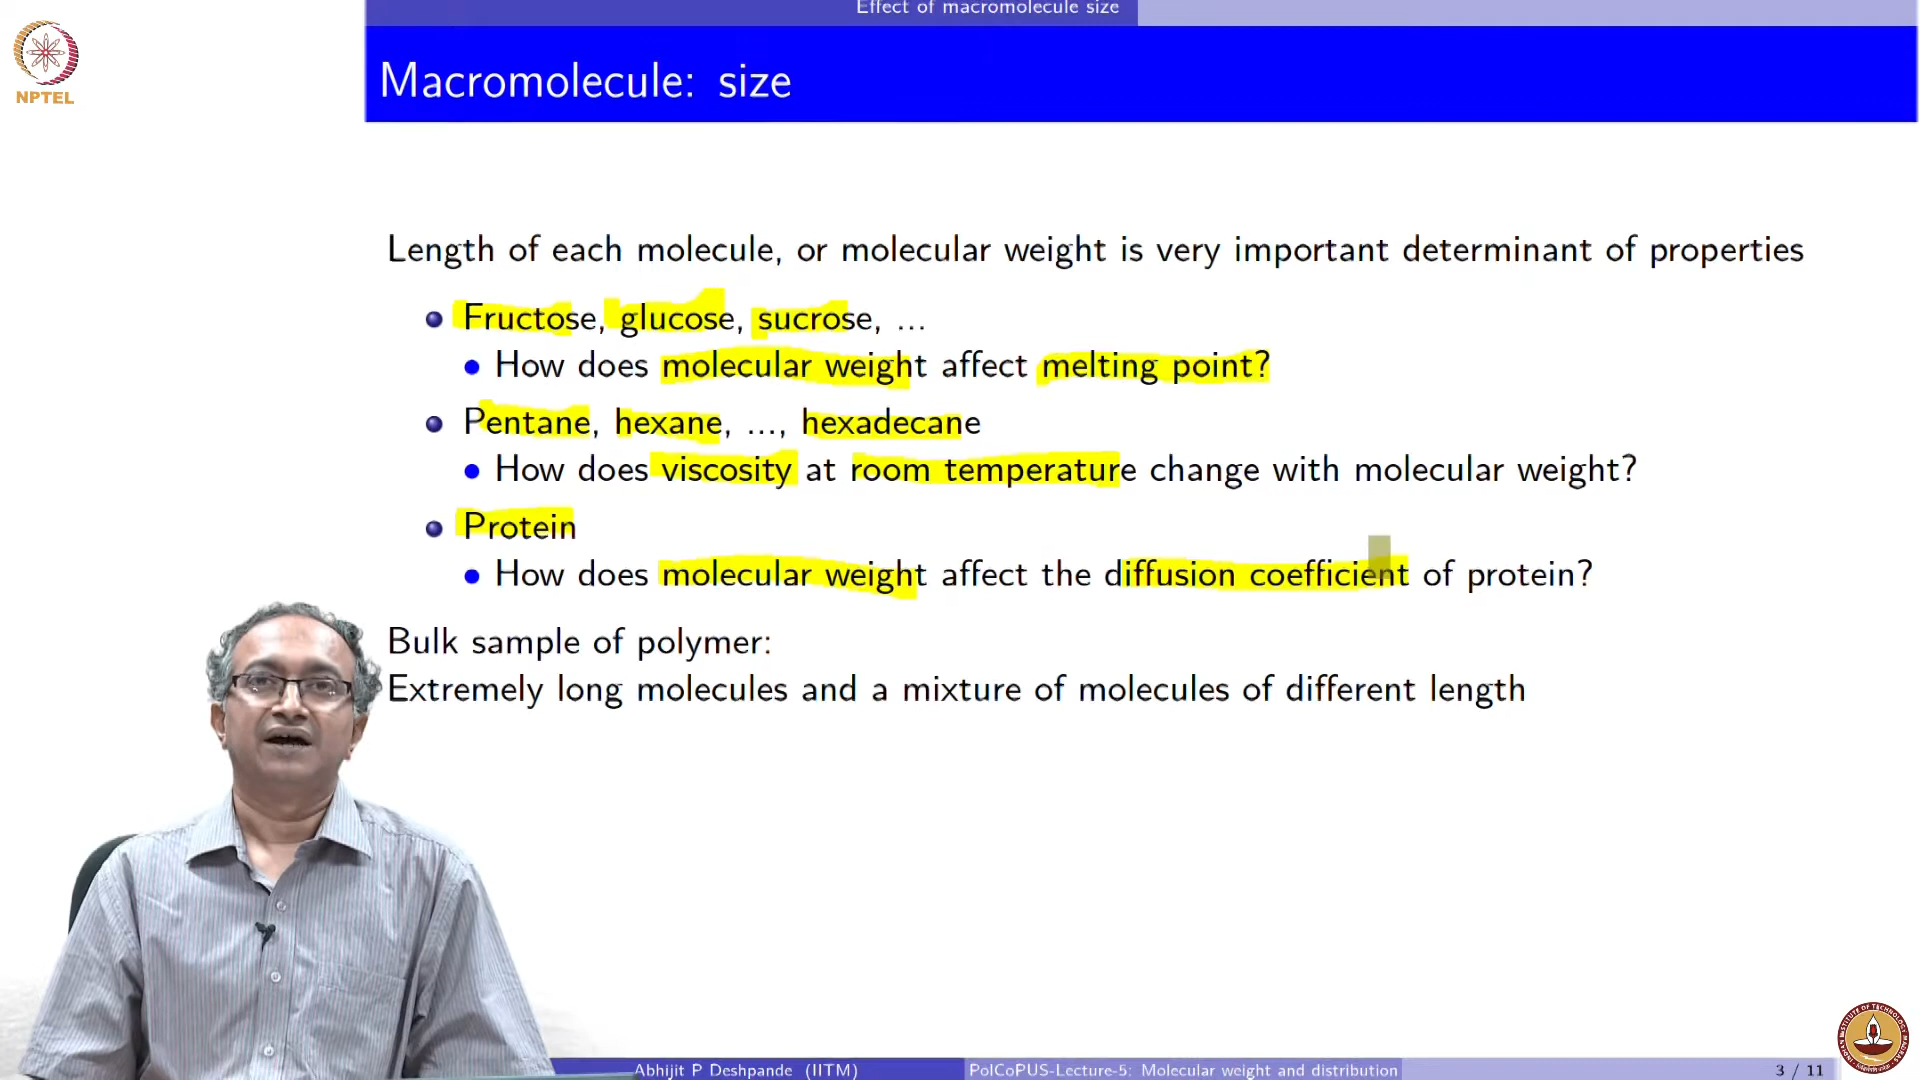 Effect of macromolecule size
NPTEL
Macromolecule: size
Length of each molecule, or molecular weight is very important determinant of properties
Fructose, glucose, sucrose, ...
How does molecular weight affect melting point?
Pentane, hexane, ..., hexadecane
How does viscosity at room temperature change with molecular weight?
Protein
How does molecular weight affect the diffusion coefficient of protein?
Bulk sample of polymer:
Extremely long molecules and a mixture of molecules of different length
Abhijit P Deshpande (IITM) PolCoPUS-Lecture-5: Molecular weight and distribution 3 / 11